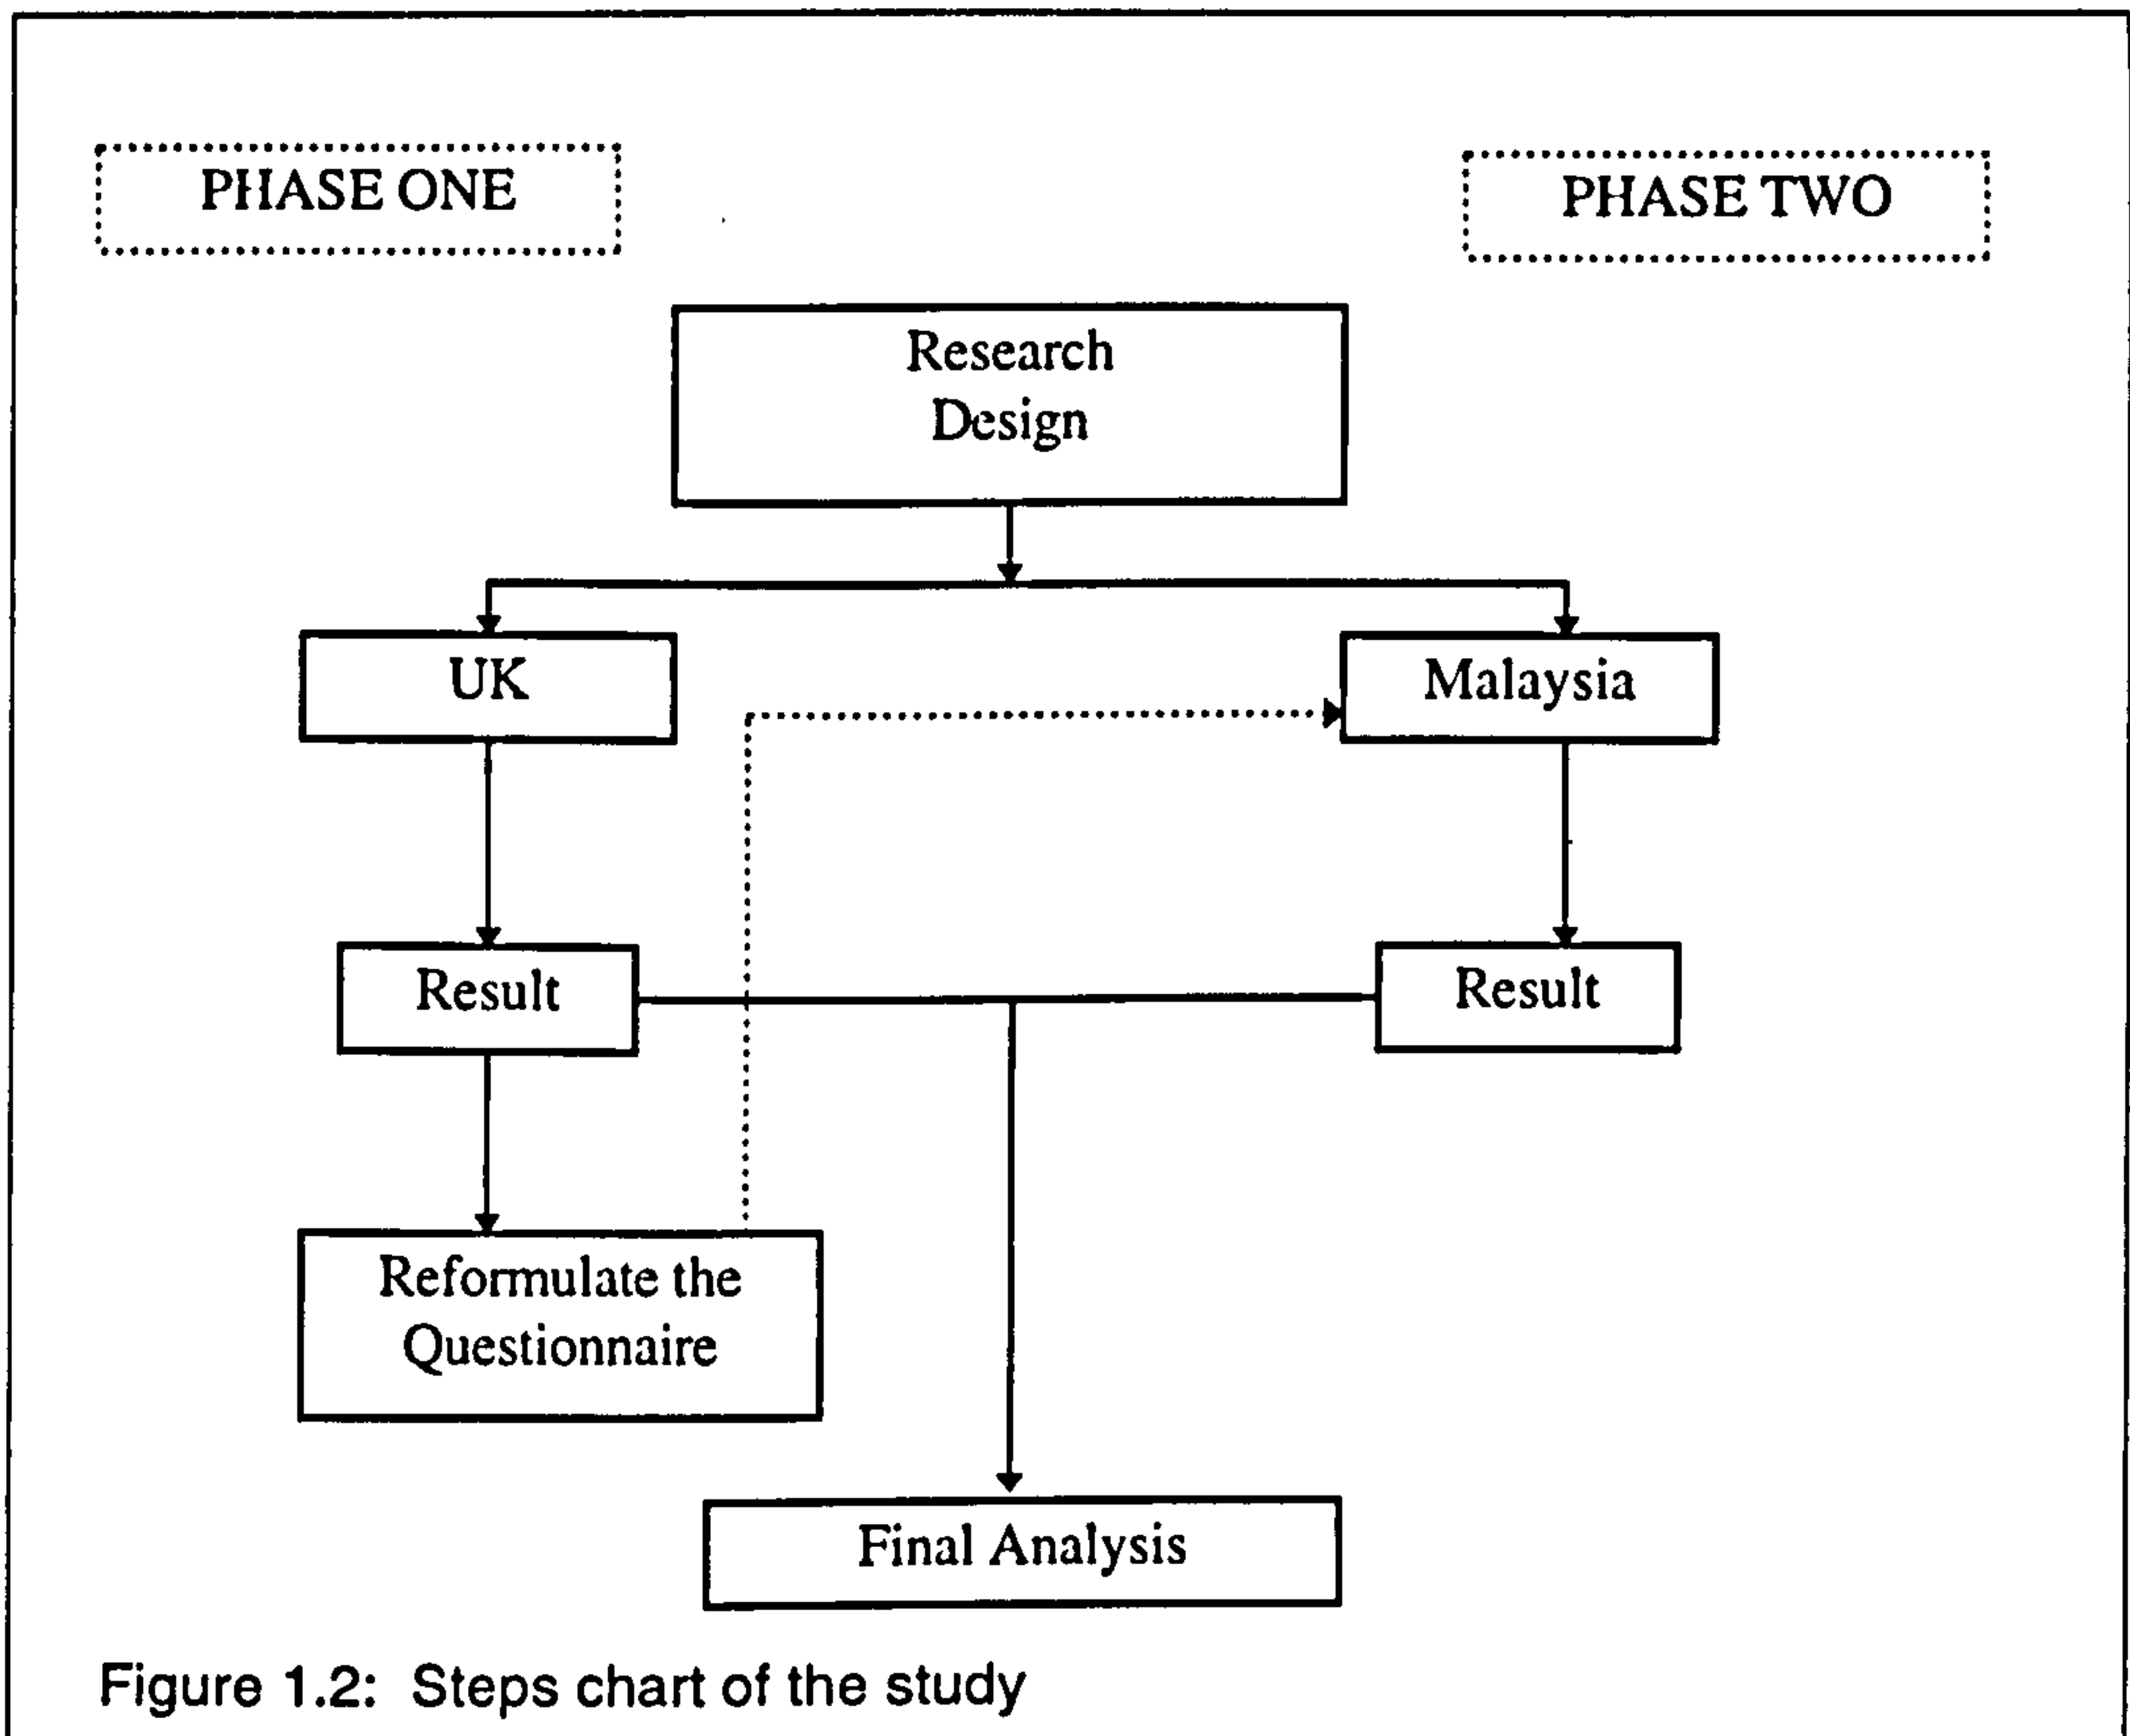 PHASE ONE
PHASE TWO
Research
Design
UK
Malaysia
Result
Result
Reformulate the
Questionnaire
Final Analysis
Figure 1.2: Steps chart of the study